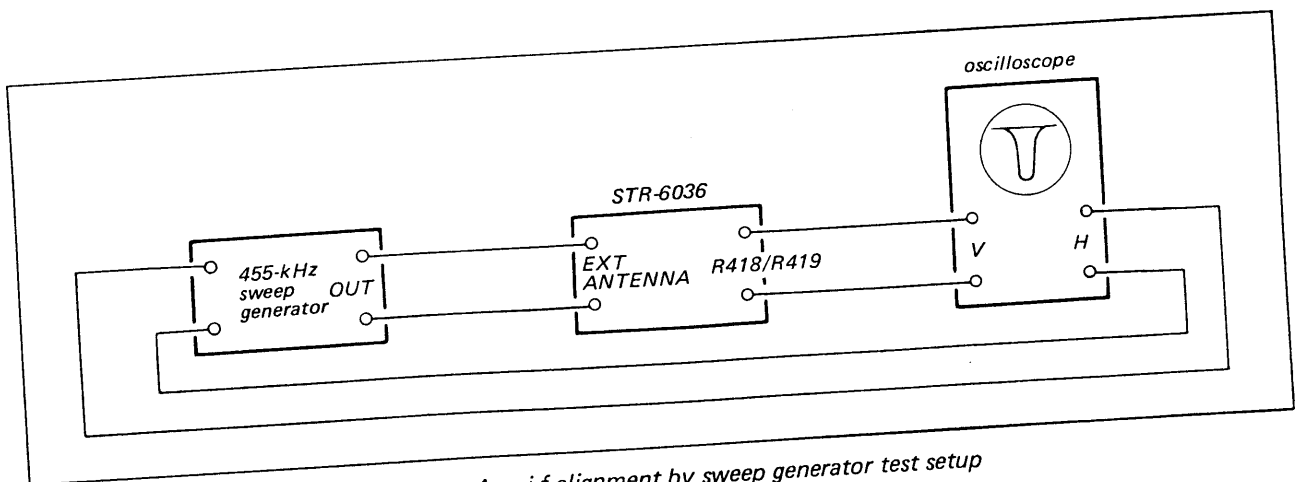 oscilloscope
STR-6036
455-kHz
sweep
generator
OUT
EXT
ANTENNA
R418/R419
V
H
i.f alignment by sweep generator test setup